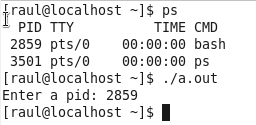 [raul@localhost ~]$ ps
  PID TTY          TIME CMD
 2859 pts/0    00:00:00 bash
 3501 pts/0    00:00:00 ps
[raul@localhost ~]$ ./a.out
Enter a pid: 2859
[raul@localhost ~]$